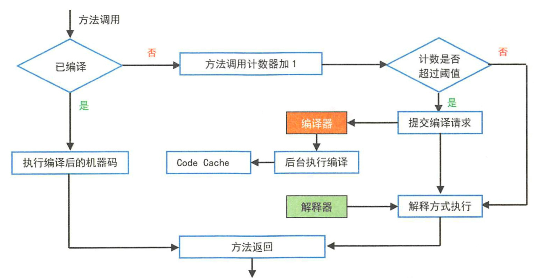 方法调用
已编译
否
方法调用计数器加 1
计数是否
超过阈值
否
是
是
编译器
提交编译请求
执行编译后的机器码
Code Cache
后台执行编译
解释器
解释方式执行
方法返回